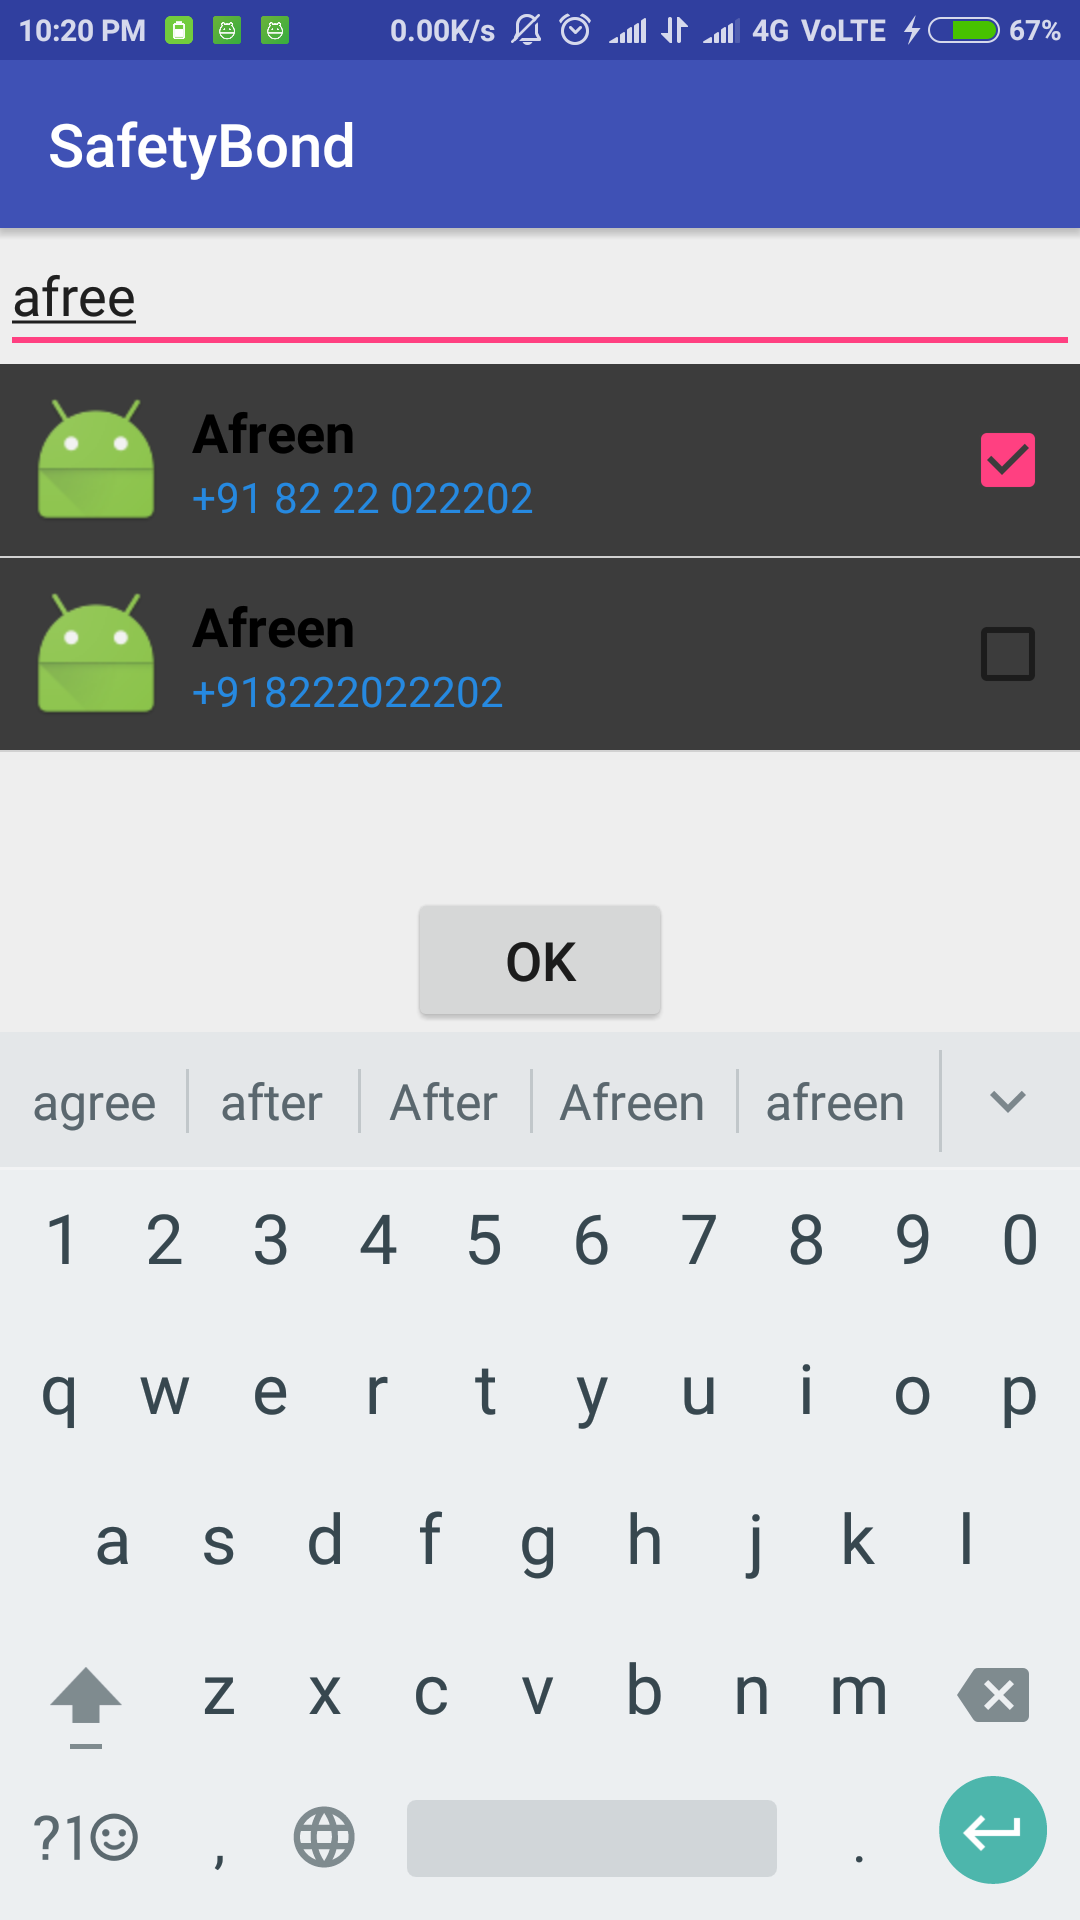 10:20 PM 0.00K/s 4G VoLTE 67%
SafetyBond
afree
Afreen
+91 82 22 022202
Afreen
+918222022202
OK
agree after After Afreen afreen
1 2 3 4 5 6 7 8 9 0
q w e r t y u i o p
a s d f g h j k l
z x c v b n m
?1☺ , .